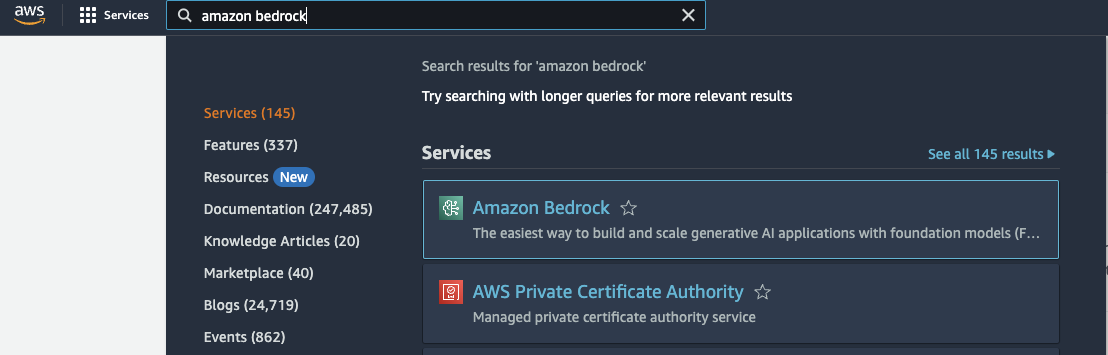 aws
Services
amazon bedrock
Search results for 'amazon bedrock'
Try searching with longer queries for more relevant results
Services (145)
Features (337)
Resources New
Documentation (247,485)
Knowledge Articles (20)
Marketplace (40)
Blogs (24,719)
Events (862)
Services
See all 145 results
Amazon Bedrock
The easiest way to build and scale generative AI applications with foundation models (F...
AWS Private Certificate Authority
Managed private certificate authority service